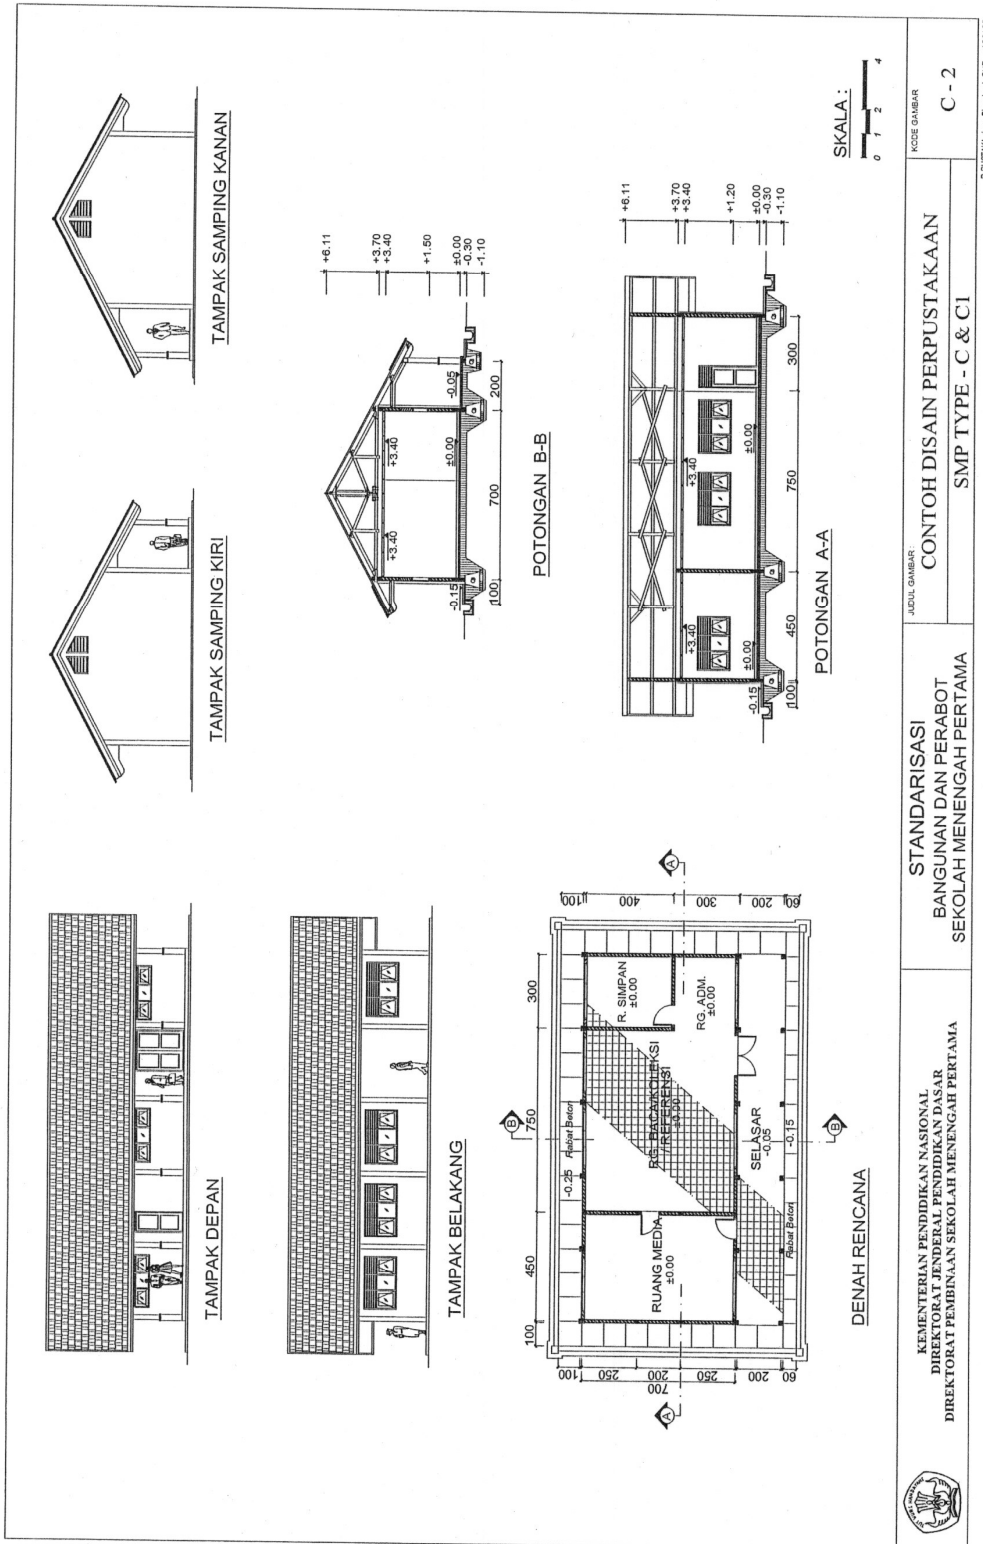 TAMPAK DEPAN
TAMPAK SAMPING KIRI
TAMPAK SAMPING KANAN
TAMPAK BELAKANG
+6.11
+3.70
+3.40
+1.50
±0.00
-0.30
-1.10
+3.40
+3.40
±0.00
-0.05
-0.15
100
700
200
POTONGAN B-B
100
450
750
300
B
B
A
A
-0.25
Rabat Beton
R. SIMPAN
±0.00
RG. ADM.
±0.00
RG. BACA/KOLEKSI
/REFERENSI
±0.00
RUANG MEDIA
±0.00
SELASAR
-0.05
-0.15
Rabat Beton
100
250
200
250
700
200
60
100
400
300
200
60
DENAH RENCANA
+6.11
+3.70
+3.40
+1.20
±0.00
-0.30
-1.10
+3.40
+3.40
±0.00
±0.00
-0.15
100
450
750
300
POTONGAN A-A
SKALA :
0 1 2 4
KEMENTERIAN PENDIDIKAN NASIONAL
DIREKTORAT JENDERAL PENDIDIKAN DASAR
DIREKTORAT PEMBINAAN SEKOLAH MENENGAH PERTAMA
STANDARISASI
BANGUNAN DAN PERABOT
SEKOLAH MENENGAH PERTAMA
JUDUL GAMBAR:
CONTOH DISAIN PERPUSTAKAAN
SMP TYPE - C & C1
KODE GAMBAR
C - 2